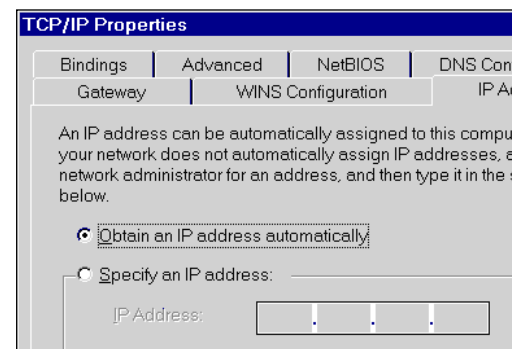 TCP/IP Properties
Bindings Advanced NetBIOS DNS Con
Gateway WINS Configuration IP A
An IP address can be automatically assigned to this compu
your network does not automatically assign IP addresses, a
network administrator for an address, and then type it in the s
below.
Obtain an IP address automatically
Specify an IP address:
IP Address: